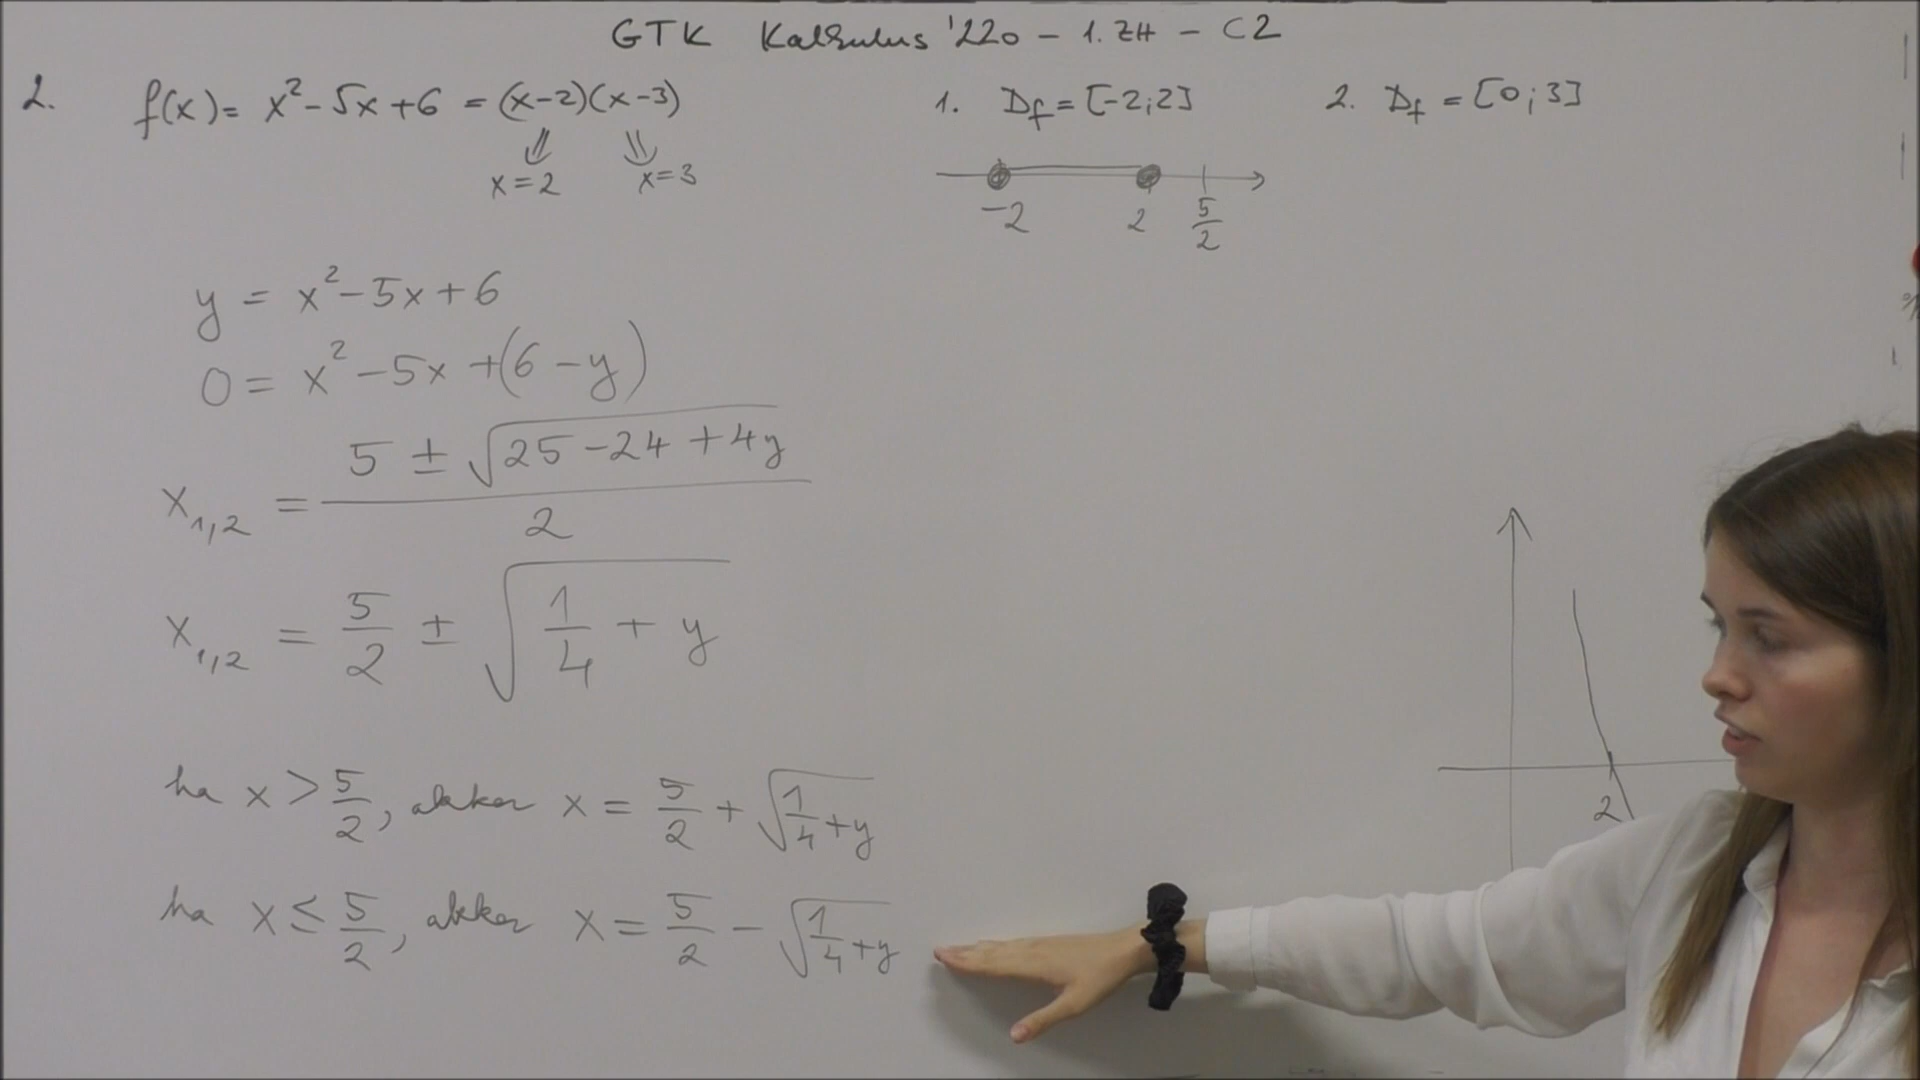 GTK Kalkulus '220 - 1. ZH - C2
2. f(x) = x² - 5x + 6 = (x-2)(x-3)
⇓ ⇓
x=2 x=3
1. Df = [-2;2]
-2 2 5/2
2. Df = [0;3]
y = x² - 5x + 6
0 = x² - 5x + (6 - y)
x₁,₂ = (5 ± √(25 - 24 + 4y))/2
x₁,₂ = 5/2 ± √(1/4 + y)
ha x > 5/2, akkor x = 5/2 + √(1/4 + y)
ha x ≤ 5/2, akkor x = 5/2 - √(1/4 + y)
2